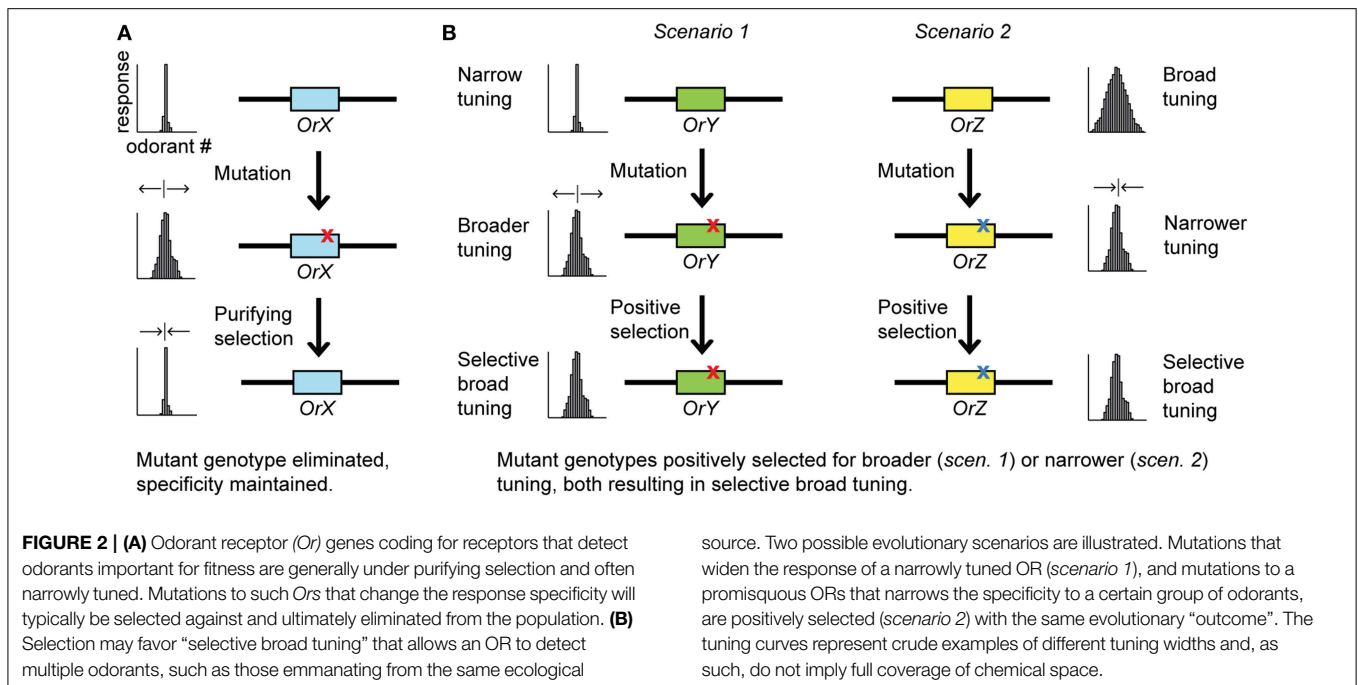 A
response
odorant #
OrX
Mutation
OrX
Purifying
selection
OrX
Mutant genotype eliminated,
specificity maintained.
B
Scenario 1
Scenario 2
Narrow
tuning
OrY
OrZ
Broad
tuning
Mutation
Mutation
Broader
tuning
OrY
OrZ
Narrower
tuning
Positive
selection
Positive
selection
Selective
broad
tuning
OrY
OrZ
Selective
broad
tuning
Mutant genotypes positively selected for broader (scen. 1) or narrower (scen. 2)
tuning, both resulting in selective broad tuning.
FIGURE 2 | (A) Odorant receptor (Or) genes coding for receptors that detect
odorants important for fitness are generally under purifying selection and often
narrowly tuned. Mutations to such Ors that change the response specificity will
typically be selected against and ultimately eliminated from the population. (B)
Selection may favor “selective broad tuning” that allows an OR to detect
multiple odorants, such as those emmanating from the same ecological
source. Two possible evolutionary scenarios are illustrated. Mutations that
widen the response of a narrowly tuned OR (scenario 1), and mutations to a
promisquous ORs that narrows the specificity to a certain group of odorants,
are positively selected (scenario 2) with the same evolutionary “outcome”. The
tuning curves represent crude examples of different tuning widths and, as
such, do not imply full coverage of chemical space.